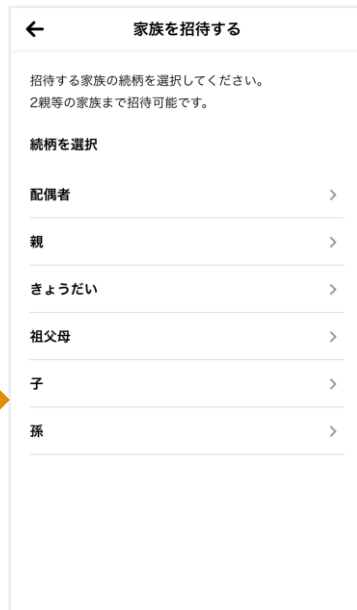 家族を招待する
招待する家族の続柄を選択してください。
2親等の家族まで招待可能です。
続柄を選択
配偶者
親
きょうだい
祖父母
子
孫